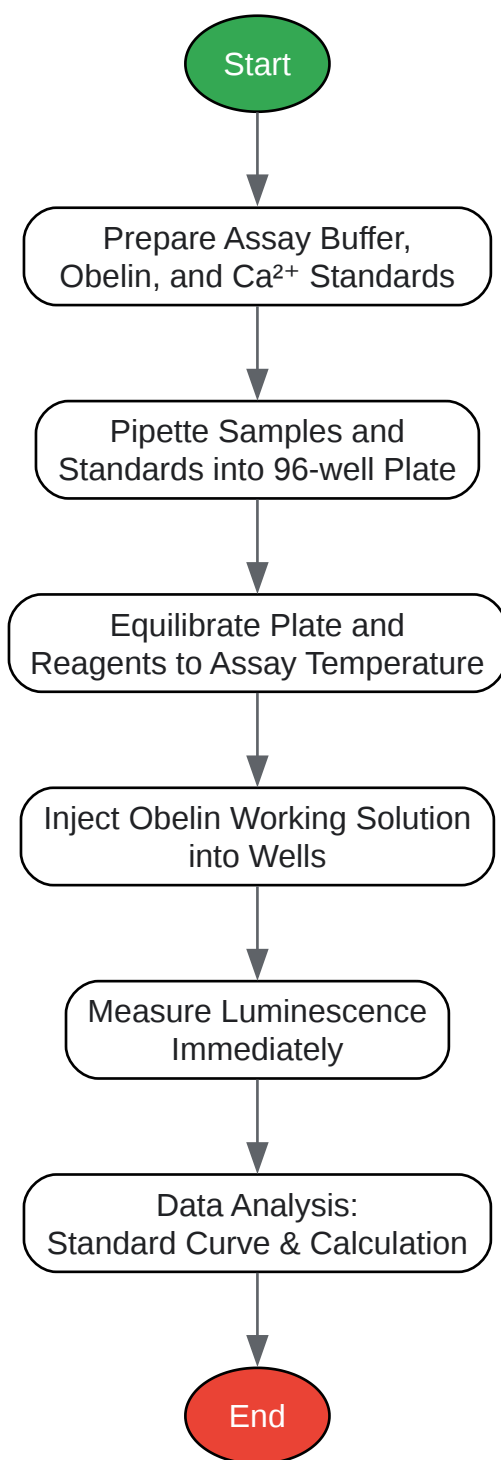 Start
Prepare Assay Buffer,
Obelin, and Ca²⁺ Standards
Pipette Samples and
Standards into 96-well Plate
Equilibrate Plate and
Reagents to Assay Temperature
Inject Obelin Working Solution
into Wells
Measure Luminescence
Immediately
Data Analysis:
Standard Curve & Calculation
End